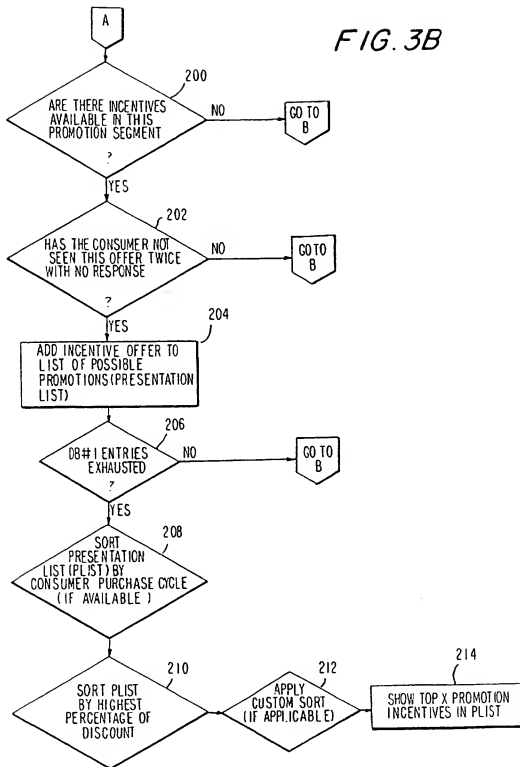 A
FIG. 3B
200
ARE THERE INCENTIVES
AVAILABLE IN THIS
PROMOTION SEGMENT
?
NO
GO TO
B
YES
202
HAS THE CONSUMER NOT
SEEN THIS OFFER TWICE
WITH NO RESPONSE
?
NO
GO TO
B
YES
204
ADD INCENTIVE OFFER TO
LIST OF POSSIBLE
PROMOTIONS (PRESENTATION
LIST)
206
DB#1 ENTRIES
EXHAUSTED
?
NO
GO TO
B
YES
208
SORT
PRESENTATION
LIST (PLIST) BY
CONSUMER PURCHASE CYCLE
(IF AVAILABLE)
210
SORT PLIST
BY HIGHEST
PERCENTAGE OF
DISCOUNT
212
APPLY
CUSTOM SORT
(IF APPLICABLE)
214
SHOW TOP X PROMOTION
INCENTIVES IN PLIST